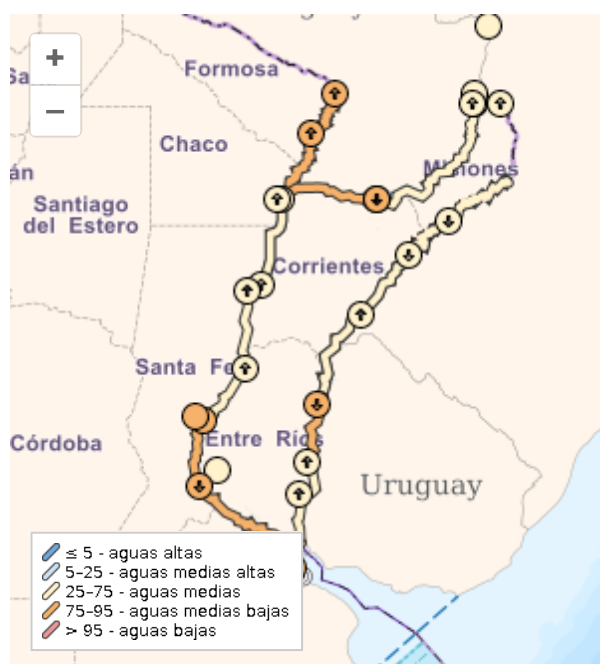 +
−
Formosa
Chaco
Misiones
Santiago
del Estero
Corrientes
Santa Fe
Córdoba
Entre Ríos
Uruguay
≤ 5 - aguas altas
5-25 - aguas medias altas
25-75 - aguas medias
75-95 - aguas medias bajas
> 95 - aguas bajas